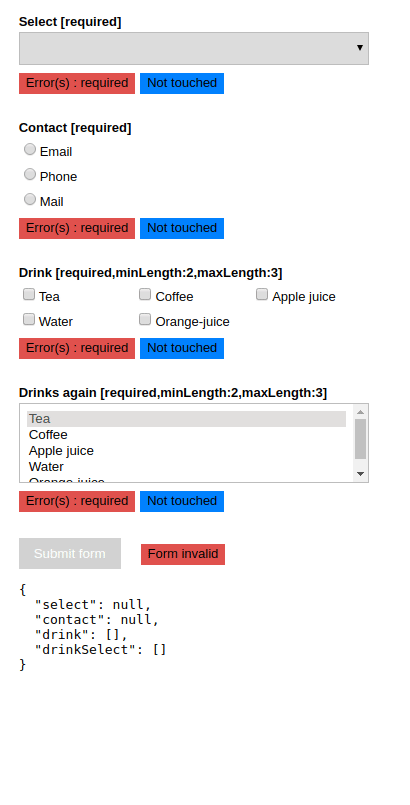 Select [required]
Error(s) : required Not touched
Contact [required]
Email
Phone
Mail
Error(s) : required Not touched
Drink [required,minLength:2,maxLength:3]
Tea Coffee Apple juice
Water Orange-juice
Error(s) : required Not touched
Drinks again [required,minLength:2,maxLength:3]
Tea
Coffee
Apple juice
Water
Orange-juice
Error(s) : required Not touched
Submit form Form invalid
{
  "select": null,
  "contact": null,
  "drink": [],
  "drinkSelect": []
}